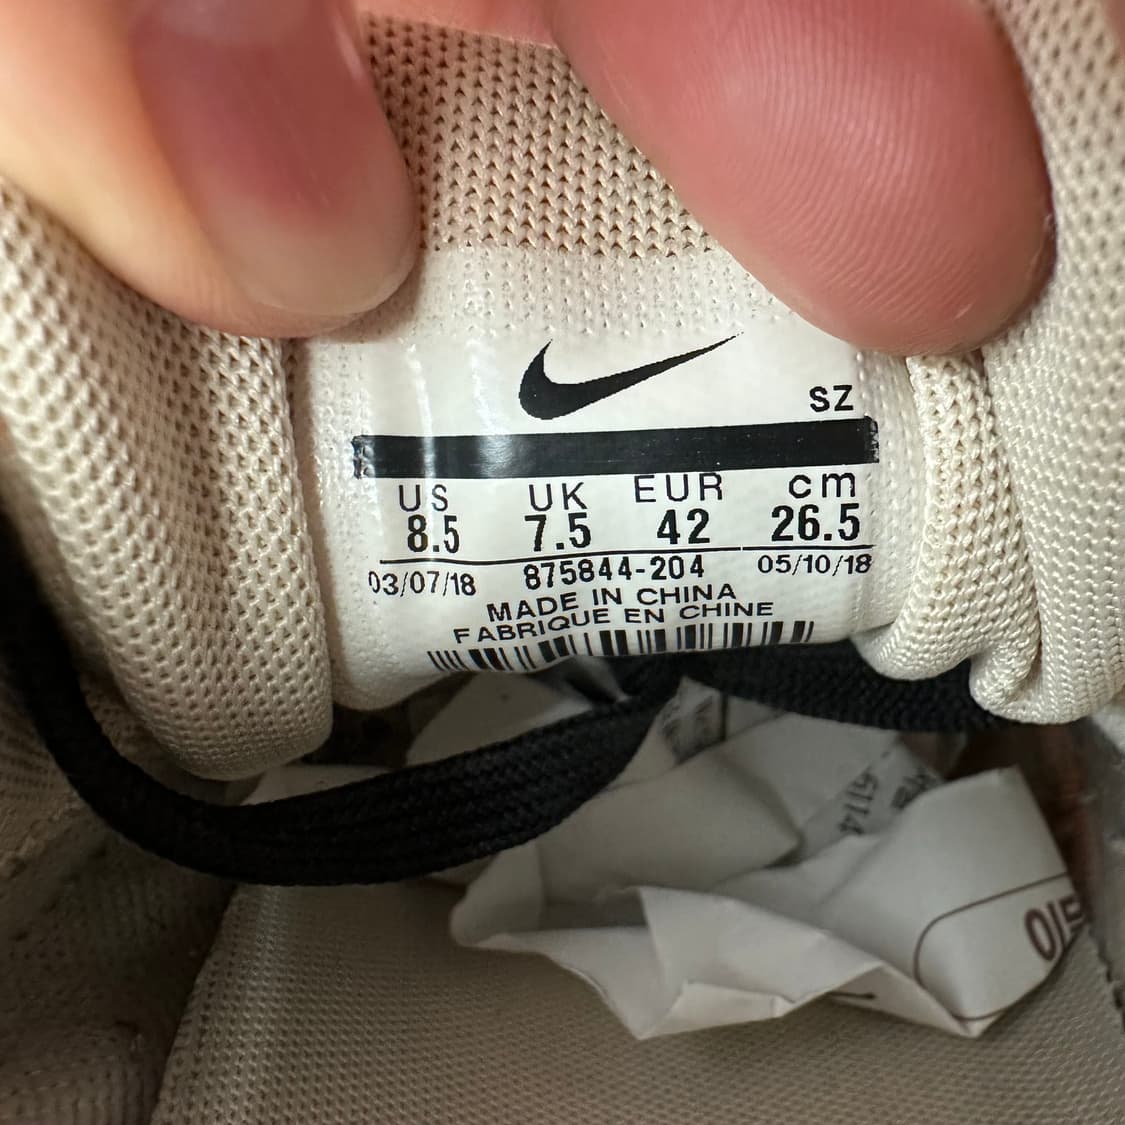 SZ
US UK EUR cm
8.5 7.5 42 26.5
03/07/18 875844-204 05/10/18
MADE IN CHINA
FABRIQUE EN CHINE
6114